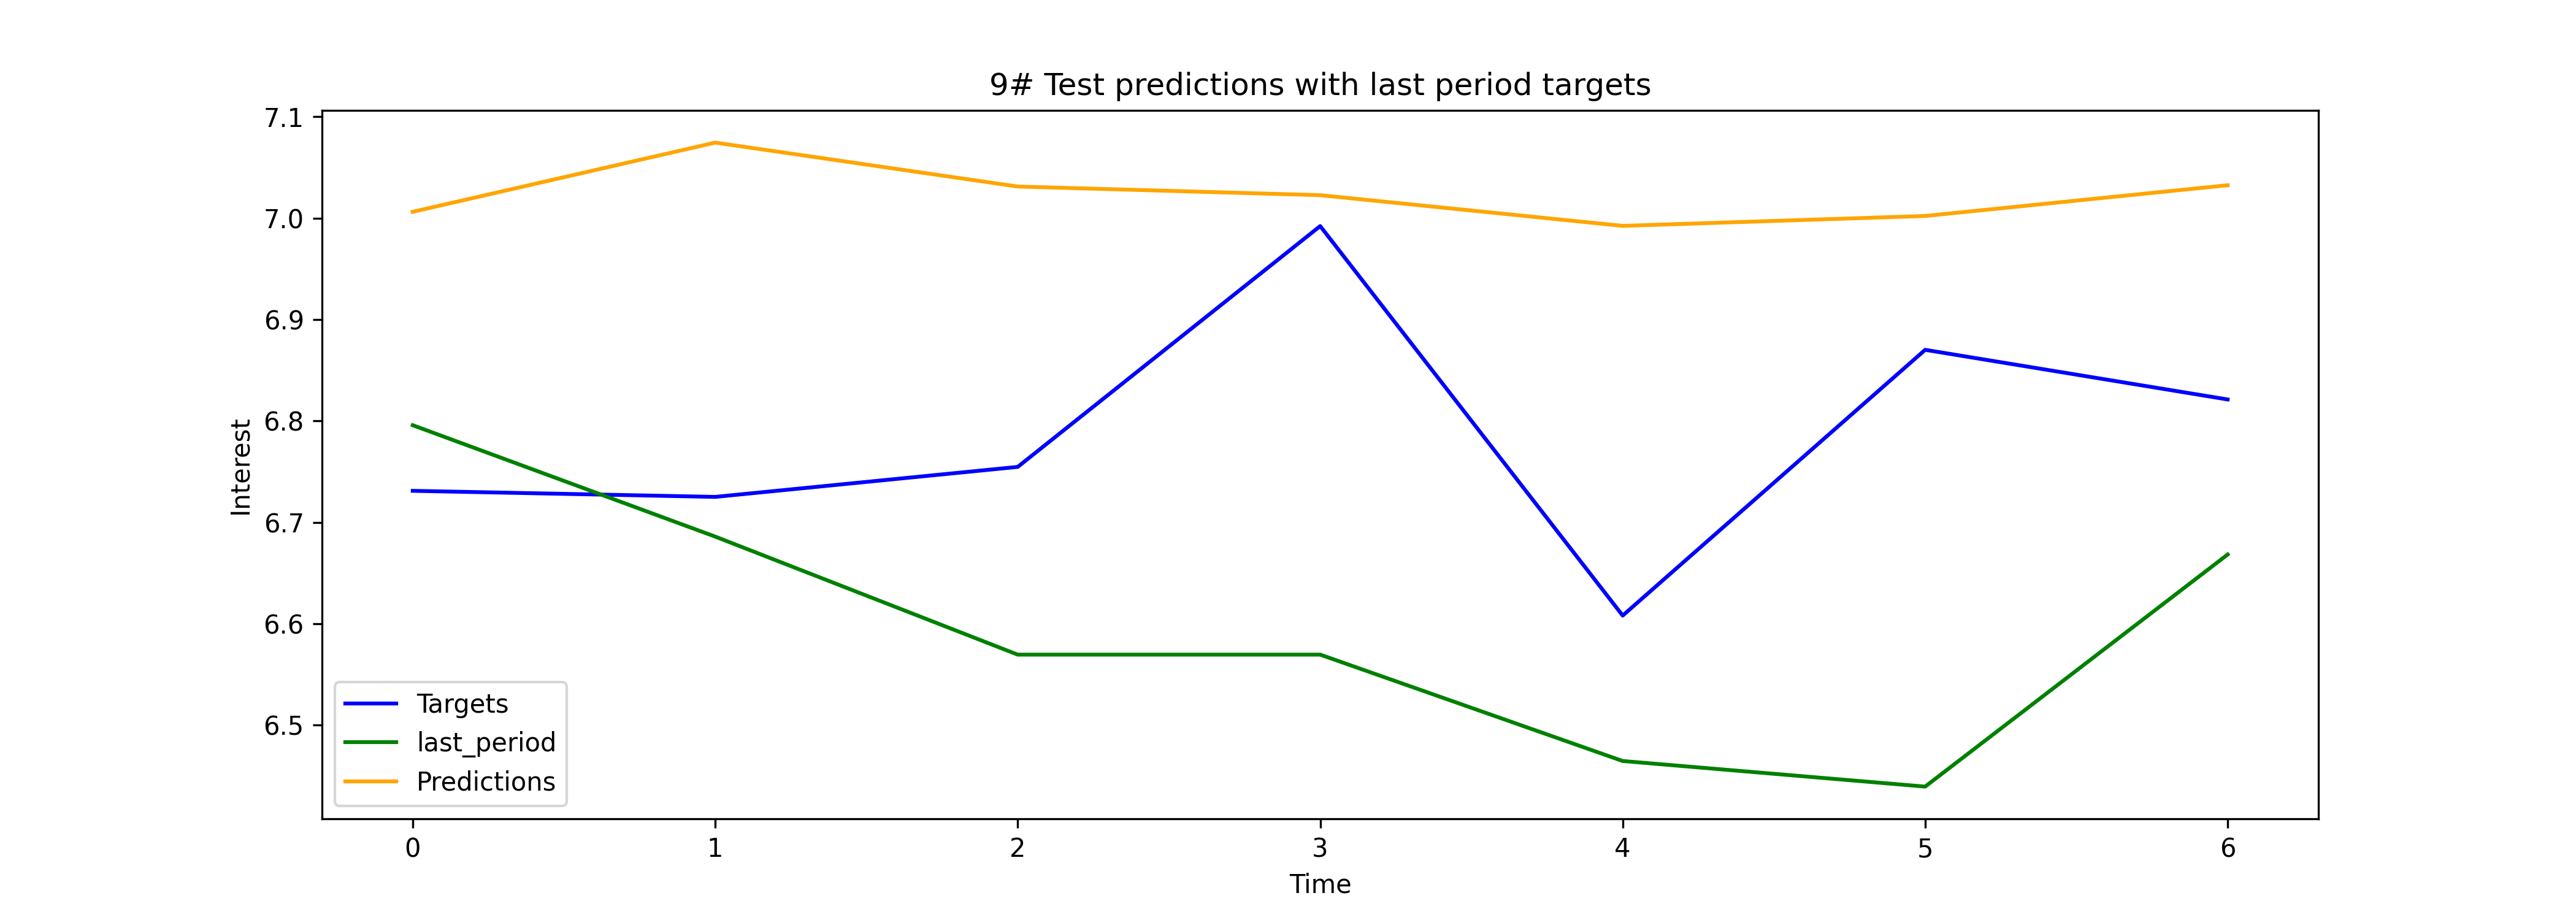 9# Test predictions with last period targets
7.1
7.0
6.9
6.8
6.7
6.6
6.5
Interest
Targets
last_period
Predictions
0 1 2 3 4 5 6
Time